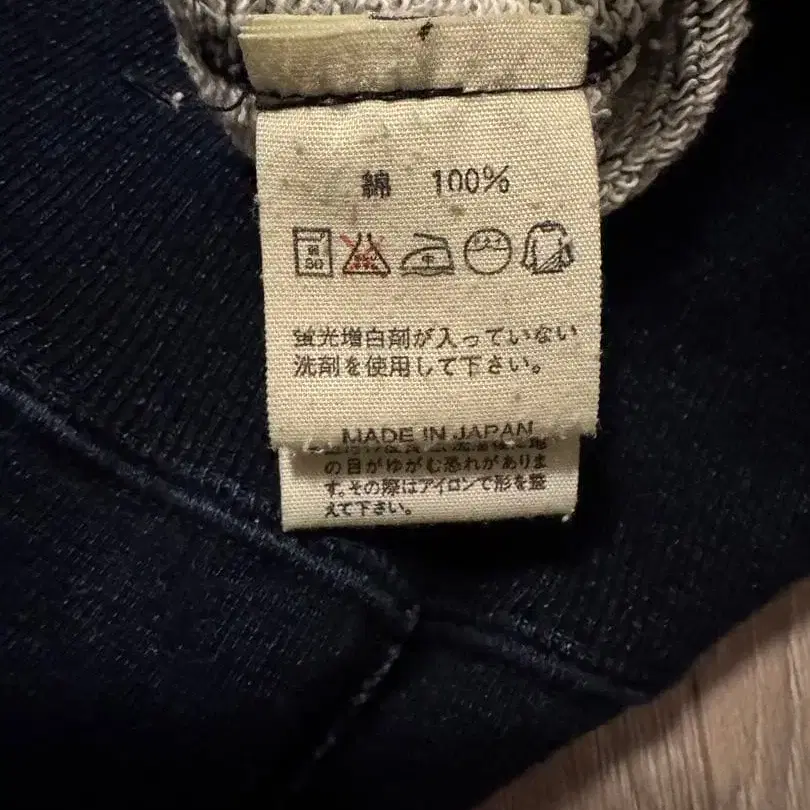 綿 100%
蛍光増白剤が入っていない
洗剤を使用して下さい。
MADE IN JAPAN
の目がゆがむ恐れがありま
す。その際はアイロンで形を整
えて下さい。